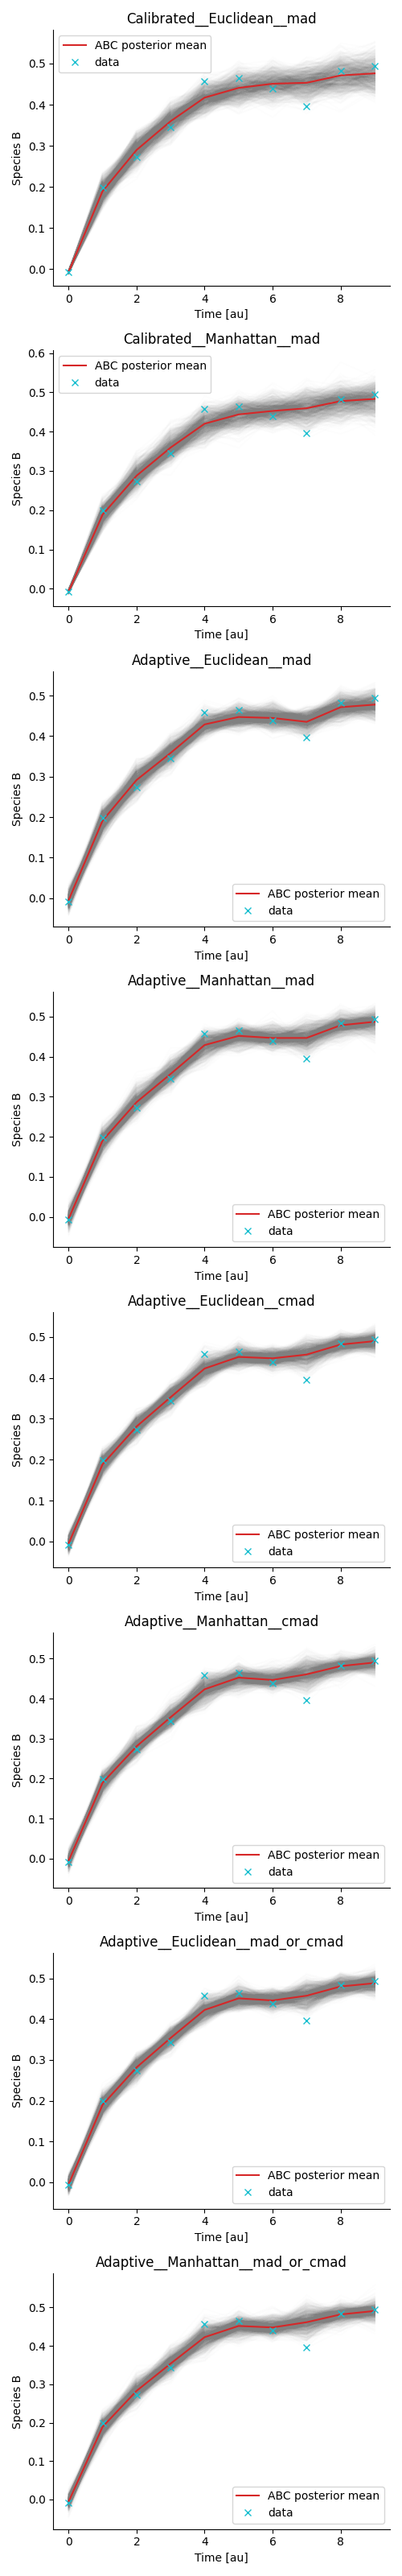 Calibrated__Euclidean__mad
ABC posterior mean
data
0.5
0.4
0.3
0.2
0.1
0.0
Species B
0 2 4 6 8
Time [au]
Calibrated__Manhattan__mad
ABC posterior mean
data
0.6
0.5
0.4
0.3
0.2
0.1
0.0
Species B
0 2 4 6 8
Time [au]
Adaptive__Euclidean__mad
0.5
0.4
0.3
0.2
0.1
0.0
Species B
ABC posterior mean
data
0 2 4 6 8
Time [au]
Adaptive__Manhattan__mad
0.5
0.4
0.3
0.2
0.1
0.0
Species B
ABC posterior mean
data
0 2 4 6 8
Time [au]
Adaptive__Euclidean__cmad
0.5
0.4
0.3
0.2
0.1
0.0
Species B
ABC posterior mean
data
0 2 4 6 8
Time [au]
Adaptive__Manhattan__cmad
0.5
0.4
0.3
0.2
0.1
0.0
Species B
ABC posterior mean
data
0 2 4 6 8
Time [au]
Adaptive__Euclidean__mad_or_cmad
0.5
0.4
0.3
0.2
0.1
0.0
Species B
ABC posterior mean
data
0 2 4 6 8
Time [au]
Adaptive__Manhattan__mad_or_cmad
0.5
0.4
0.3
0.2
0.1
0.0
Species B
ABC posterior mean
data
0 2 4 6 8
Time [au]